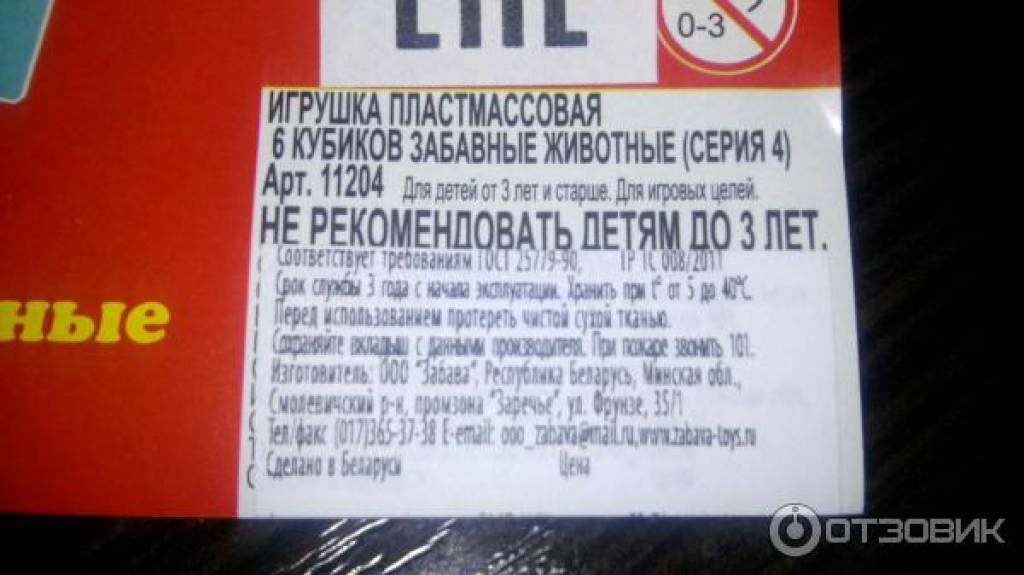 ЕАС
0-3
ИГРУШКА ПЛАСТМАССОВАЯ
6 КУБИКОВ ЗАБАВНЫЕ ЖИВОТНЫЕ (СЕРИЯ 4)
Арт. 11204 Для детей от 3 лет и старше. Для игровых целей.
НЕ РЕКОМЕНДОВАТЬ ДЕТЯМ ДО 3 ЛЕТ.
Соответствует требованиям ГОСТ 25779-90, ТР ТС 008/2011
Срок службы 3 года с начала эксплуатации. Хранить при t° от 5 до 40°С.
Перед использованием протереть чистой сухой тканью.
Сохраняйте вкладыш с данными производителя. При пожаре звонить 101.
Изготовитель: ООО "Забава", Республика Беларусь, Минская обл.,
Смолевичский р-н, промзона "Заречье", ул. Фрунзе, 35/1
Тел/факс (017)365-37-38 E-email: ooo_zabava@mail.ru,www.zabava-toys.ru
Сделано в Беларуси Цена
ные
ОТЗОВИК